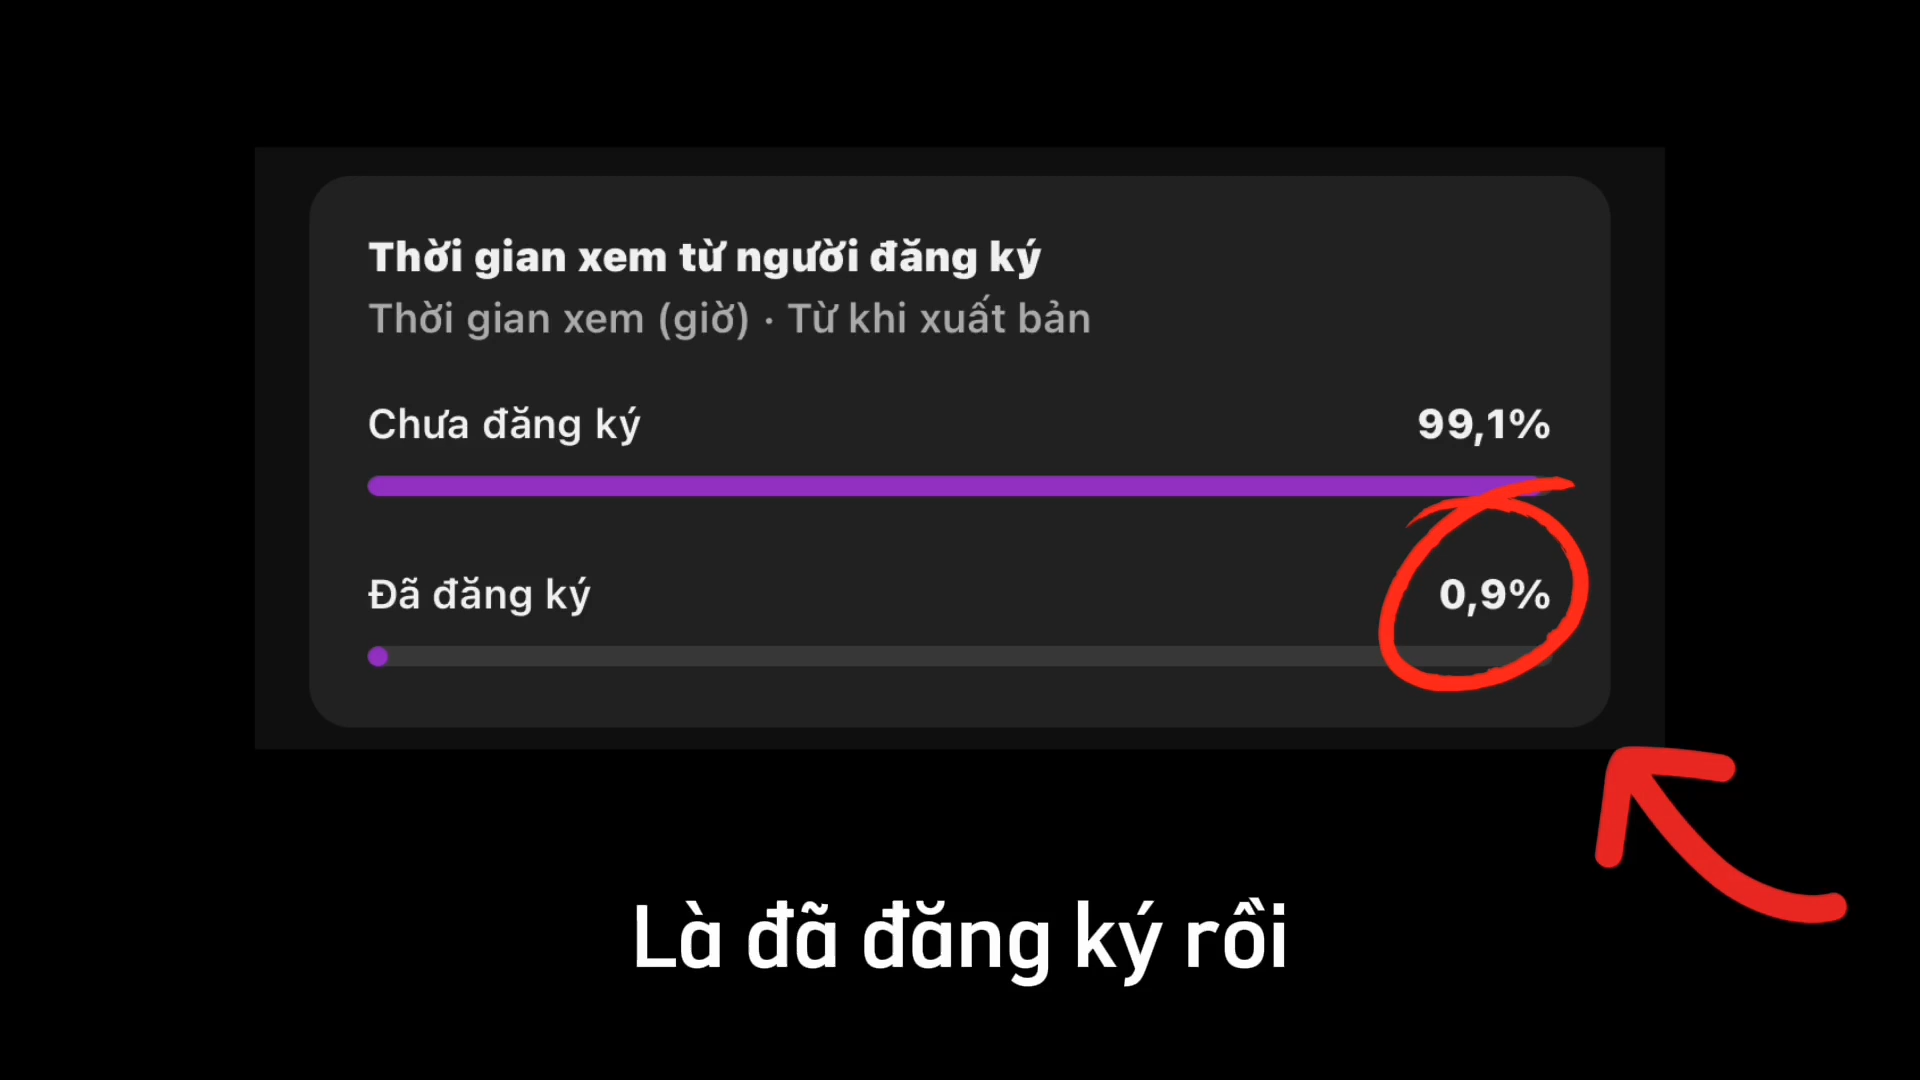 Thời gian xem từ người đăng ký
Thời gian xem (giờ) · Từ khi xuất bản
Chưa đăng ký 99,1%
Đã đăng ký 0,9%
Là đã đăng ký rồi